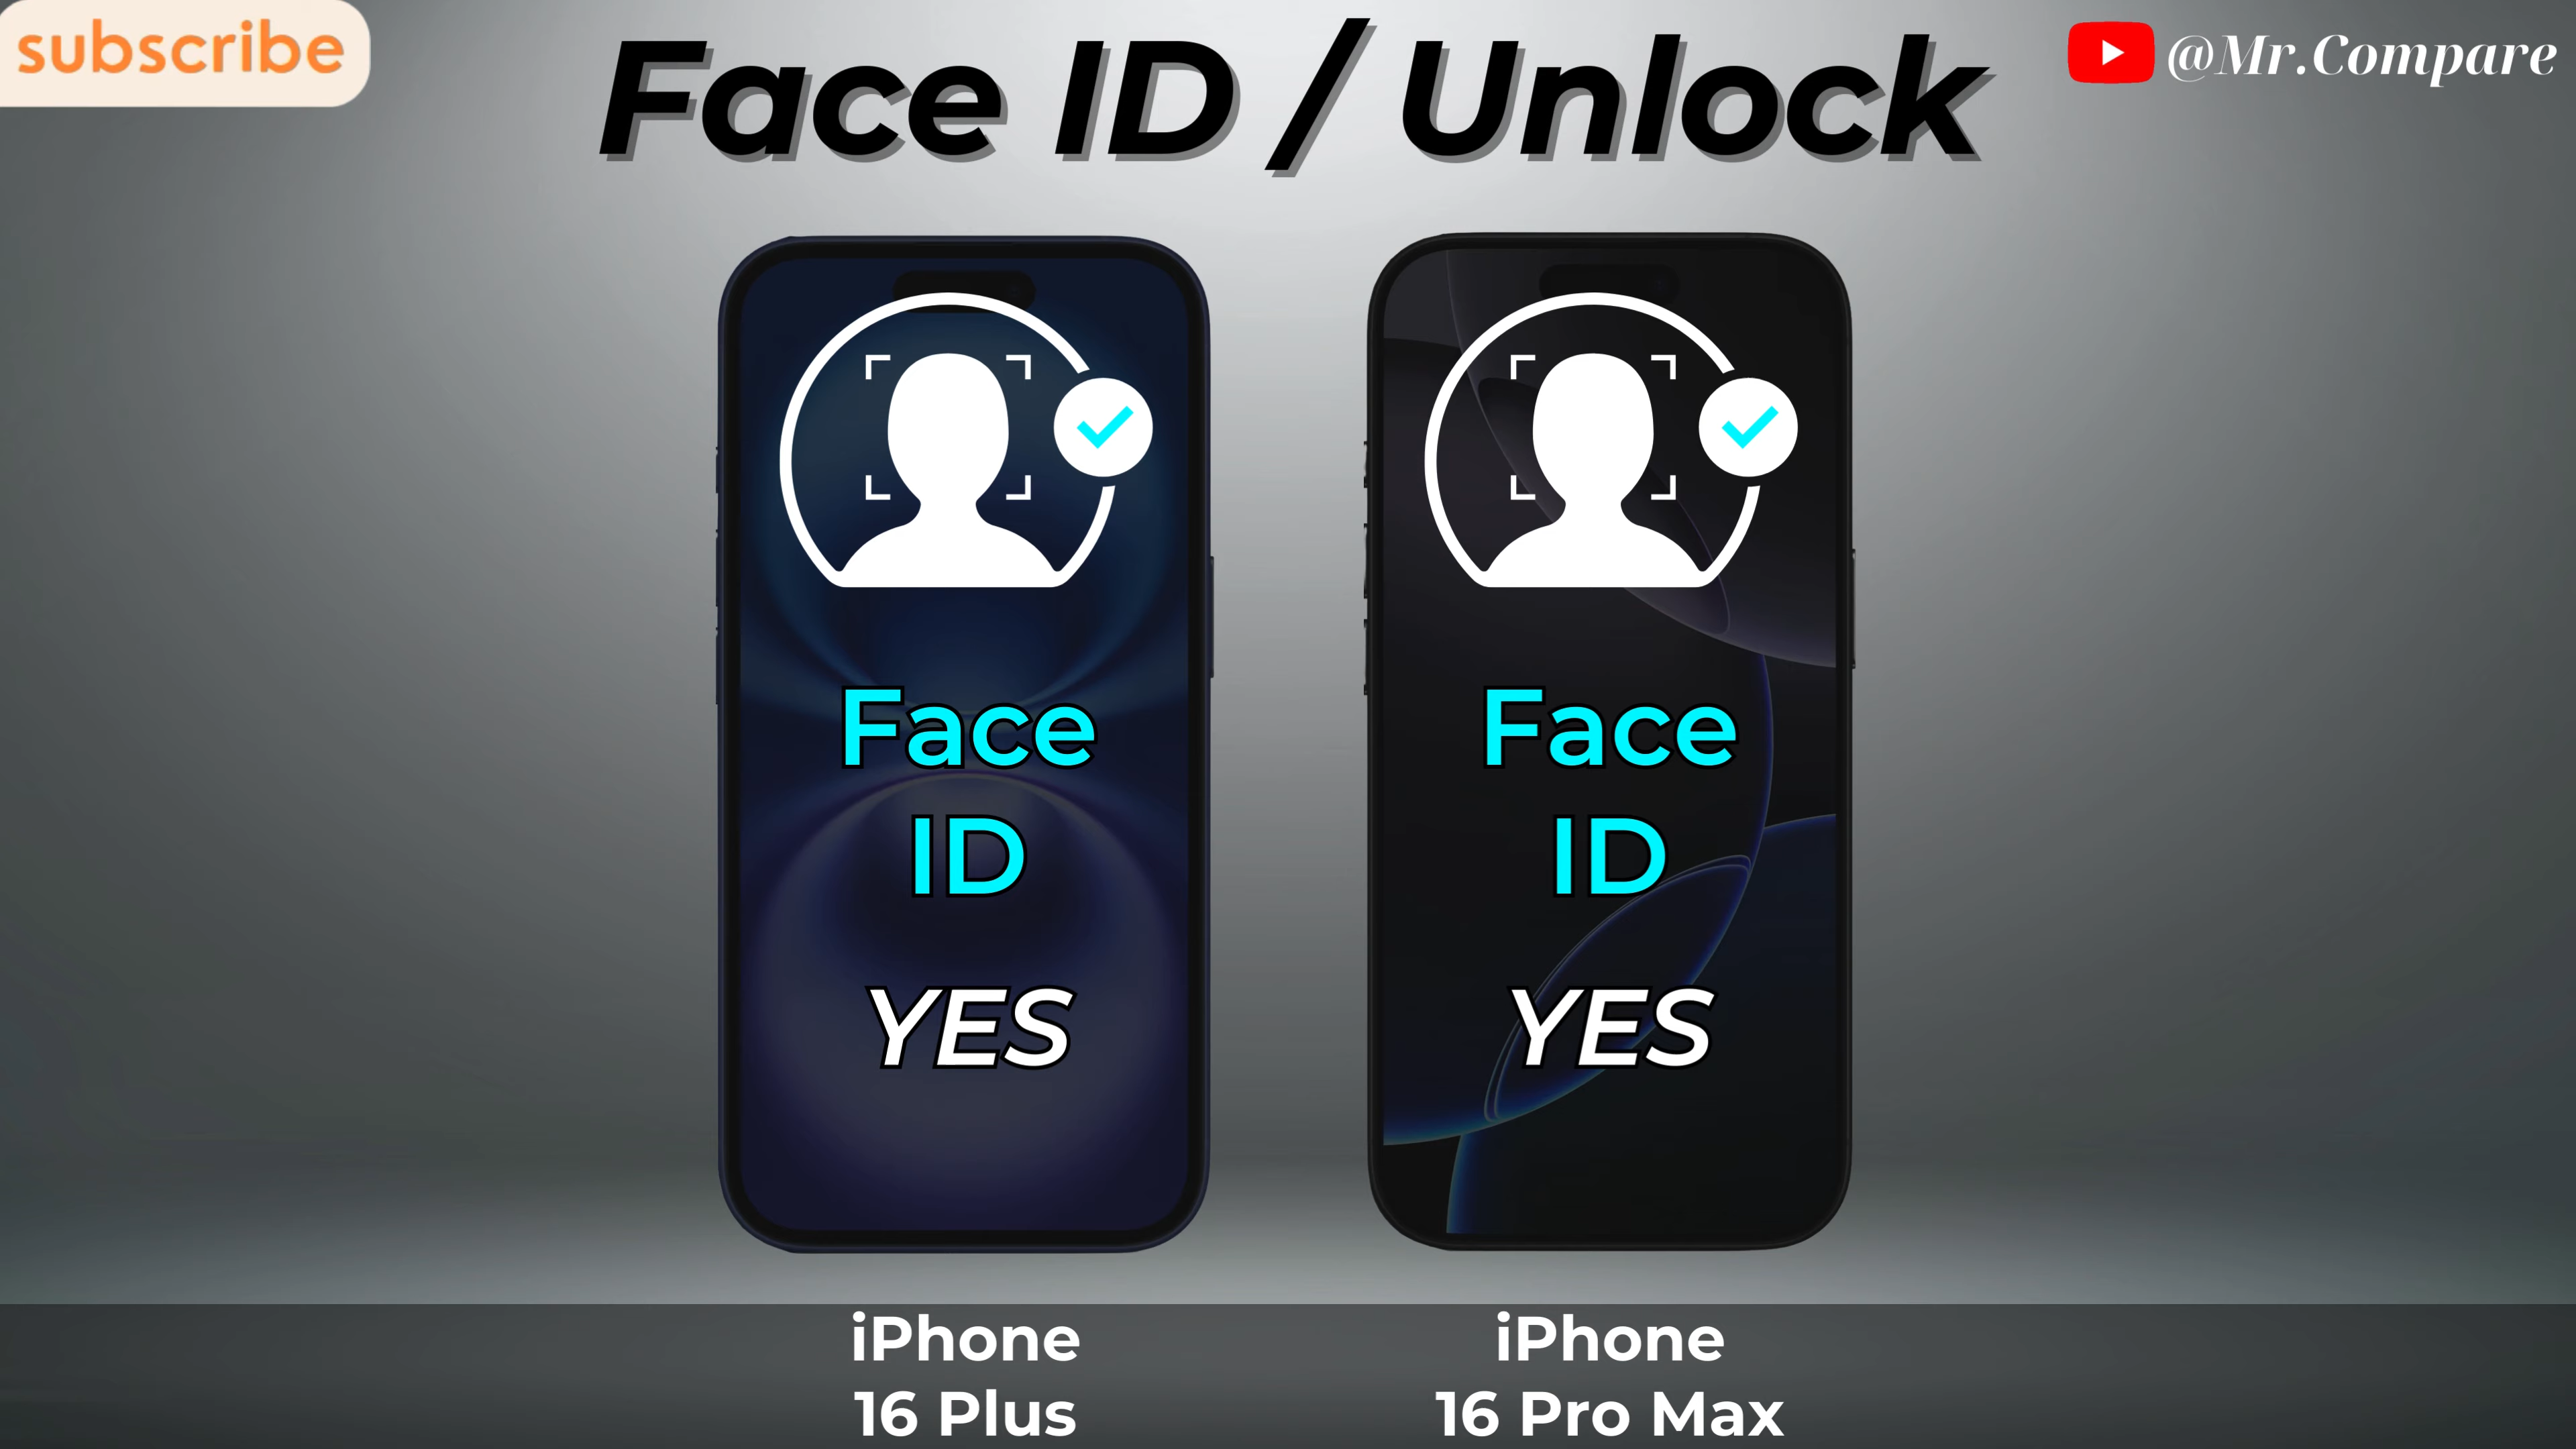 subscribe
Face ID / Unlock
@Mr.Compare
Face
ID
YES
Face
ID
YES
iPhone
16 Plus
iPhone
16 Pro Max